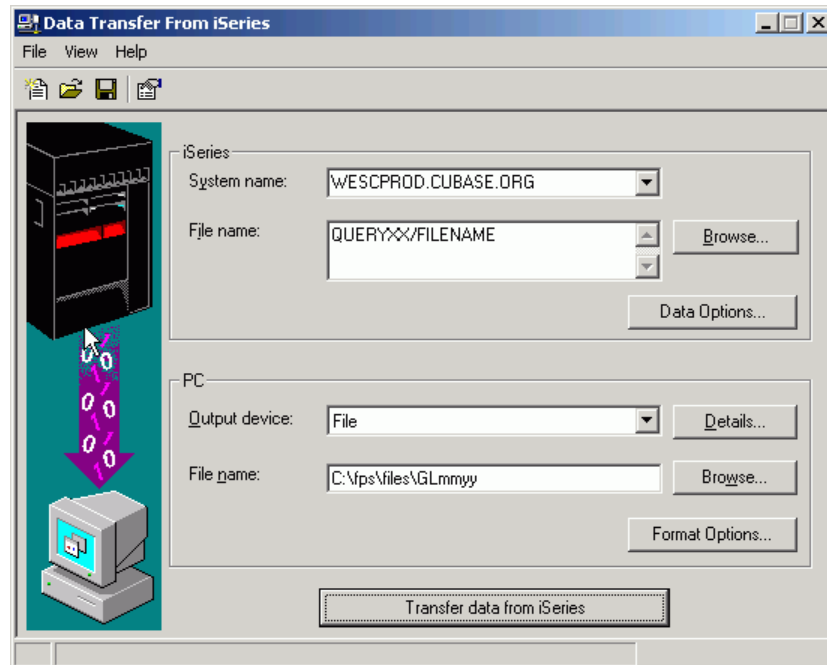 Data Transfer From iSeries
File View Help
iSeries
System name: WESCPROD.CUBASE.ORG
File name: QUERYXX/FILENAME Browse...
Data Options...
PC
Output device: File Details...
File name: C:\fps\files\GLmmyy Browse...
Format Options...
Transfer data from iSeries